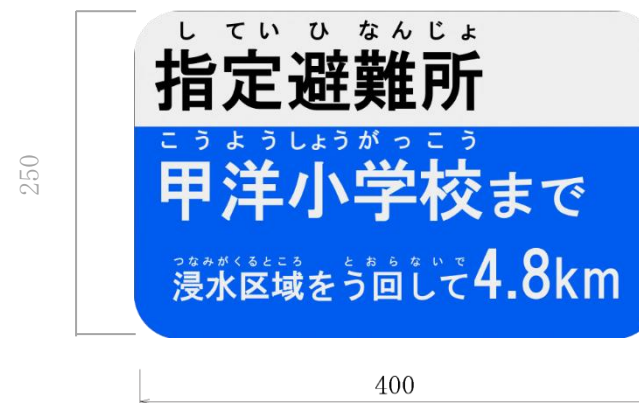 していひなんじょ
指定避難所
こうようしょうがっこう
甲洋小学校まで
つなみがくるところ とおらないで
浸水区域をう回して4.8km
250
400